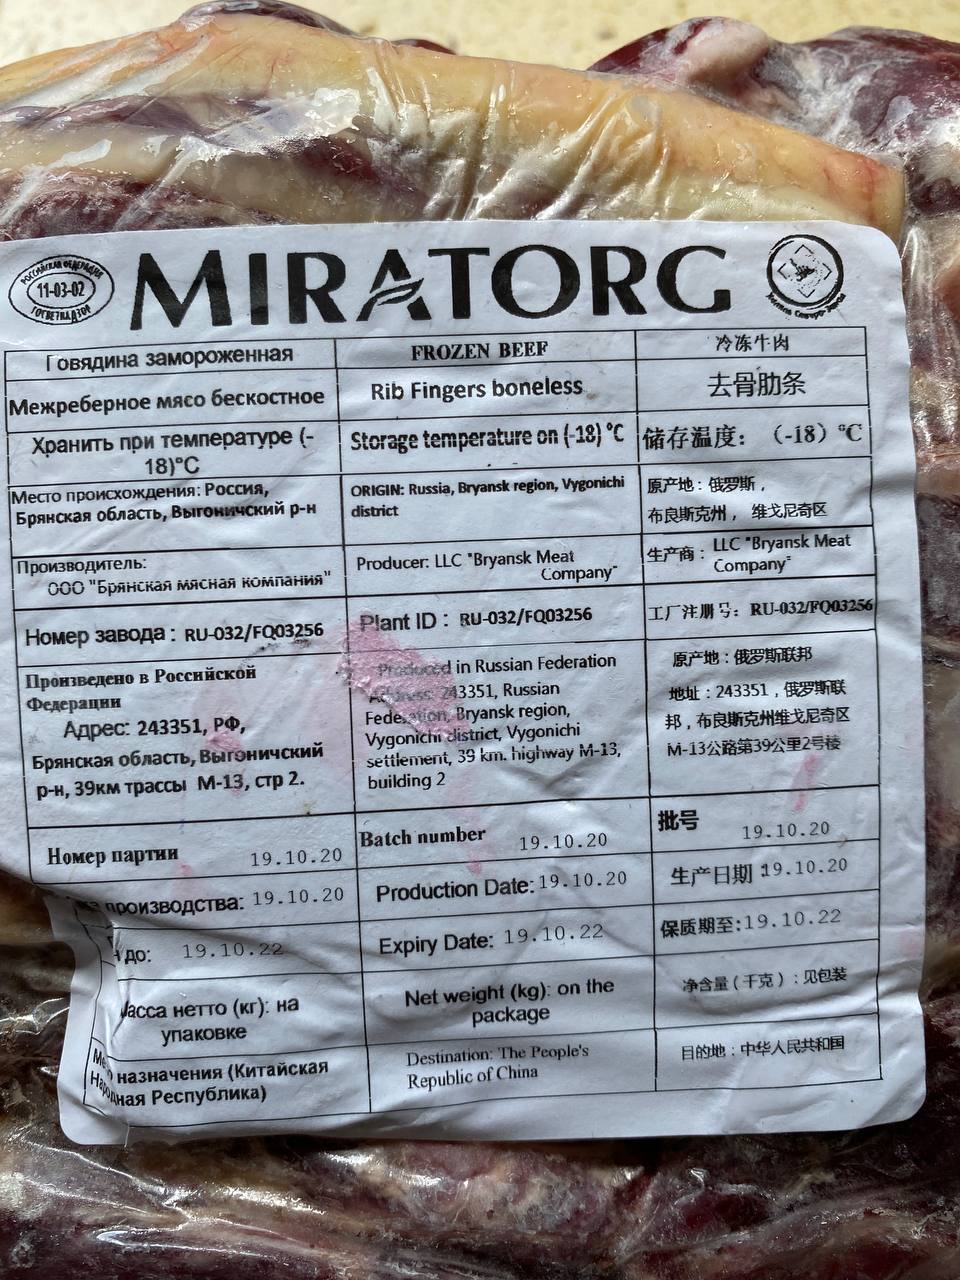 РОССИЙСКАЯ ФЕДЕРАЦИЯ
11-03-02
ГОСВЕТНАДЗОР
MIRATORG
Говядина замороженная
FROZEN BEEF
冷冻牛肉
Межреберное мясо бескостное
Rib Fingers boneless
去骨肋条
Хранить при температуре (-
18)°C
Storage temperature on (-18) °C
储存温度：（-18）℃
Место происхождения: Россия,
Брянская область, Выгоничский р-н
ORIGIN: Russia, Bryansk region, Vygonichi
district
原产地：俄罗斯，
布良斯克州， 维戈尼奇区
Производитель:
ООО "Брянская мясная компания"
Producer: LLC "Bryansk Meat
Company"
生产商： LLC "Bryansk Meat
Company"
Номер завода : RU-032/FQ03256
Plant ID : RU-032/FQ03256
工厂注册号： RU-032/FQ03256
Произведено в Российской
Федерации
Адрес: 243351, РФ,
Брянская область, Выгоничский
р-н, 39км трассы М-13, стр 2.
Produced in Russian Federation
Address: 243351, Russian
Federation, Bryansk region,
Vygonichi district, Vygonichi
settlement, 39 km. highway M-13,
building 2
原产地：俄罗斯联邦
地址：243351，俄罗斯联
邦，布良斯克州维戈尼奇区
M-13公路第39公里2号楼
Номер партии 19.10.20
Batch number 19.10.20
批号 19.10.20
производства: 19.10.20
Production Date: 19.10.20
生产日期 :19.10.20
до: 19.10.22
Expiry Date: 19.10.22
保质期至:19.10.22
Масса нетто (кг): на
упаковке
Net weight (kg): on the
package
净含量（千克）：见包装
назначения (Китайская
Народная Республика)
Destination: The People's
Republic of China
目的地：中华人民共和国